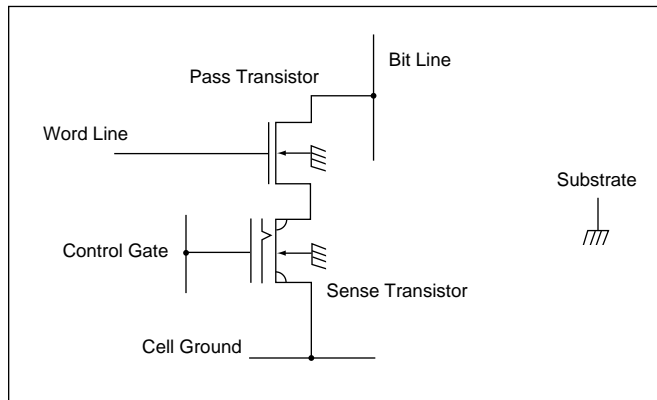 Bit Line
Pass Transistor
Word Line
Substrate
Control Gate
Sense Transistor
Cell Ground